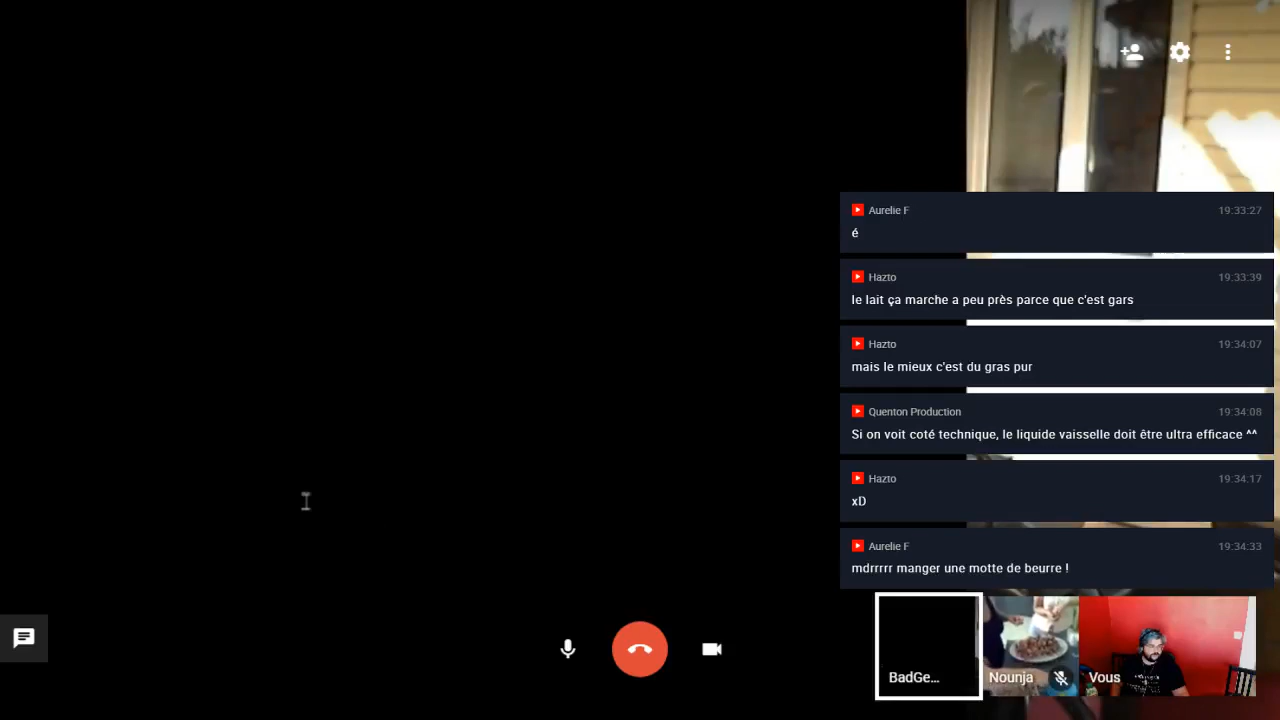 Aurelie F
19:33:27
é
Hazto
19:33:39
le lait ça marche a peu près parce que c'est gars
Hazto
19:34:07
mais le mieux c'est du gras pur
Quenton Production
19:34:08
Si on voit coté technique, le liquide vaisselle doit être ultra efficace ^^
Hazto
19:34:17
xD
Aurelie F
19:34:33
mdrrrrr manger une motte de beurre !
BadGe...
Nounja
Vous